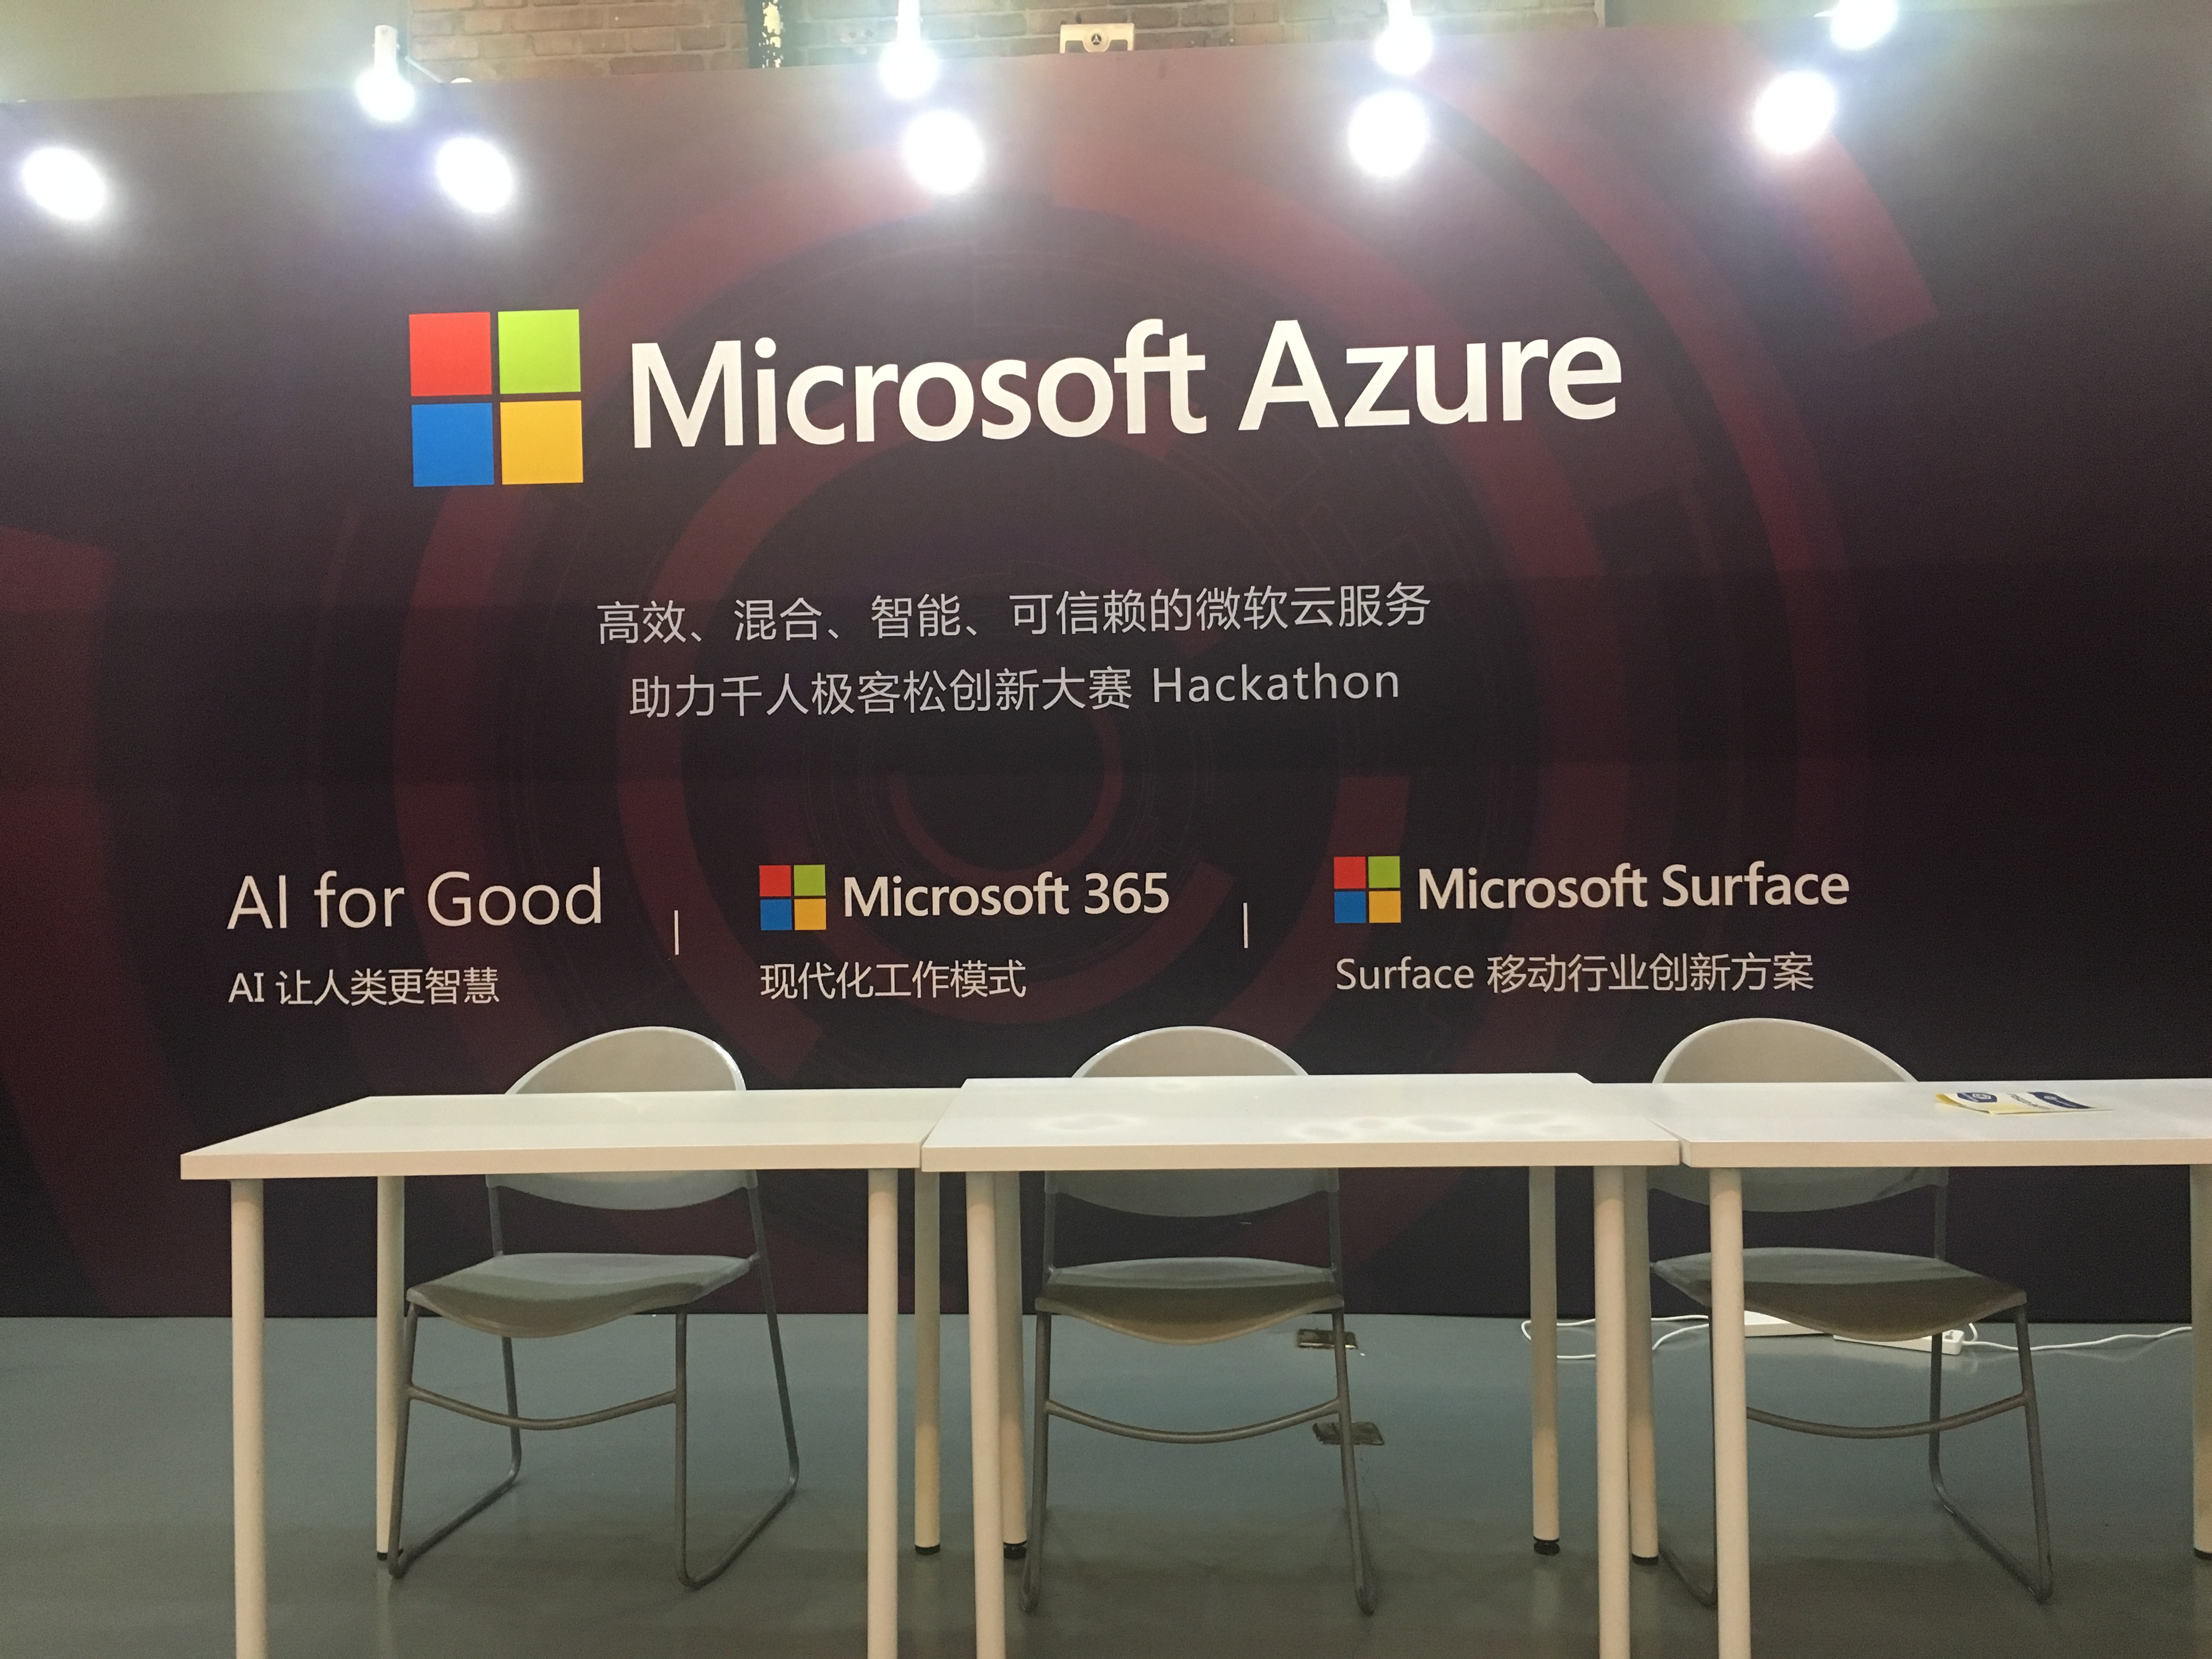 Microsoft Azure
高效、混合、智能、可信赖的微软云服务
助力千人极客松创新大赛 Hackathon
AI for Good
AI 让人类更智慧
Microsoft 365
现代化工作模式
Microsoft Surface
Surface 移动行业创新方案